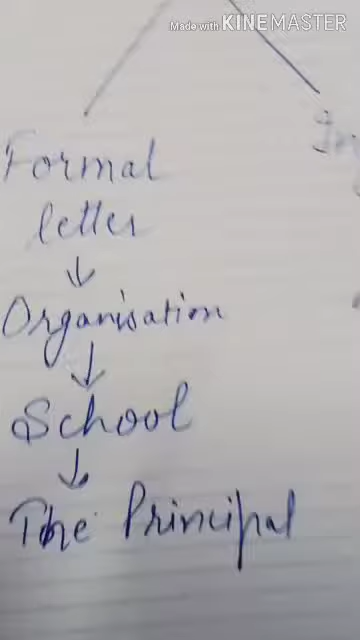 Made with KINEMASTER
Formal
letter
↓
Organisation
↓
School
↓
The Principal